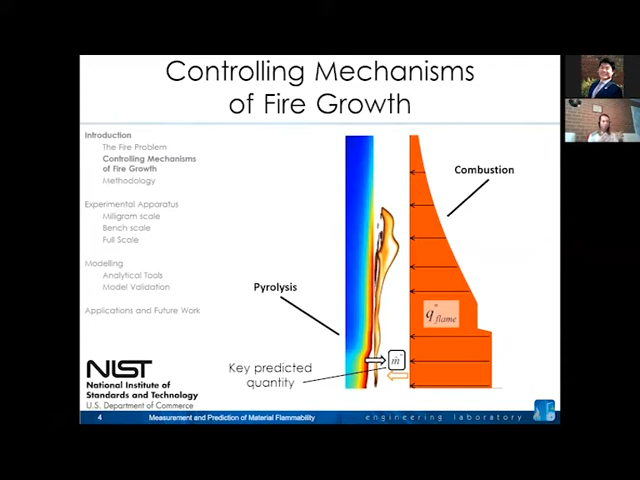 Controlling Mechanisms
of Fire Growth
Introduction
The Fire Problem
Controlling Mechanisms
of Fire Growth
Methodology
Experimental Apparatus
Milligram scale
Bench scale
Full Scale
Modelling
Analytical Tools
Model Validation
Applications and Future Work
Combustion
Pyrolysis
q" flame
ṁ"
Key predicted
quantity
NIST
National Institute of
Standards and Technology
U.S. Department of Commerce
4 Measurement and Prediction of Material Flammability engineering laboratory